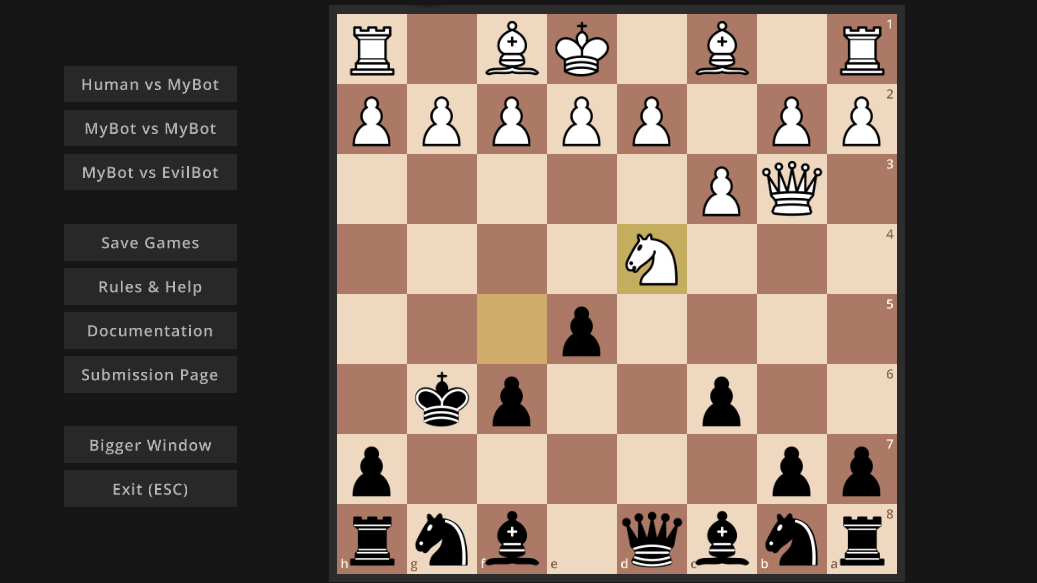 Human vs MyBot
MyBot vs MyBot
MyBot vs EvilBot
Save Games
Rules & Help
Documentation
Submission Page
Bigger Window
Exit (ESC)
1
2
3
4
5
6
7
8
h g f e d c b a